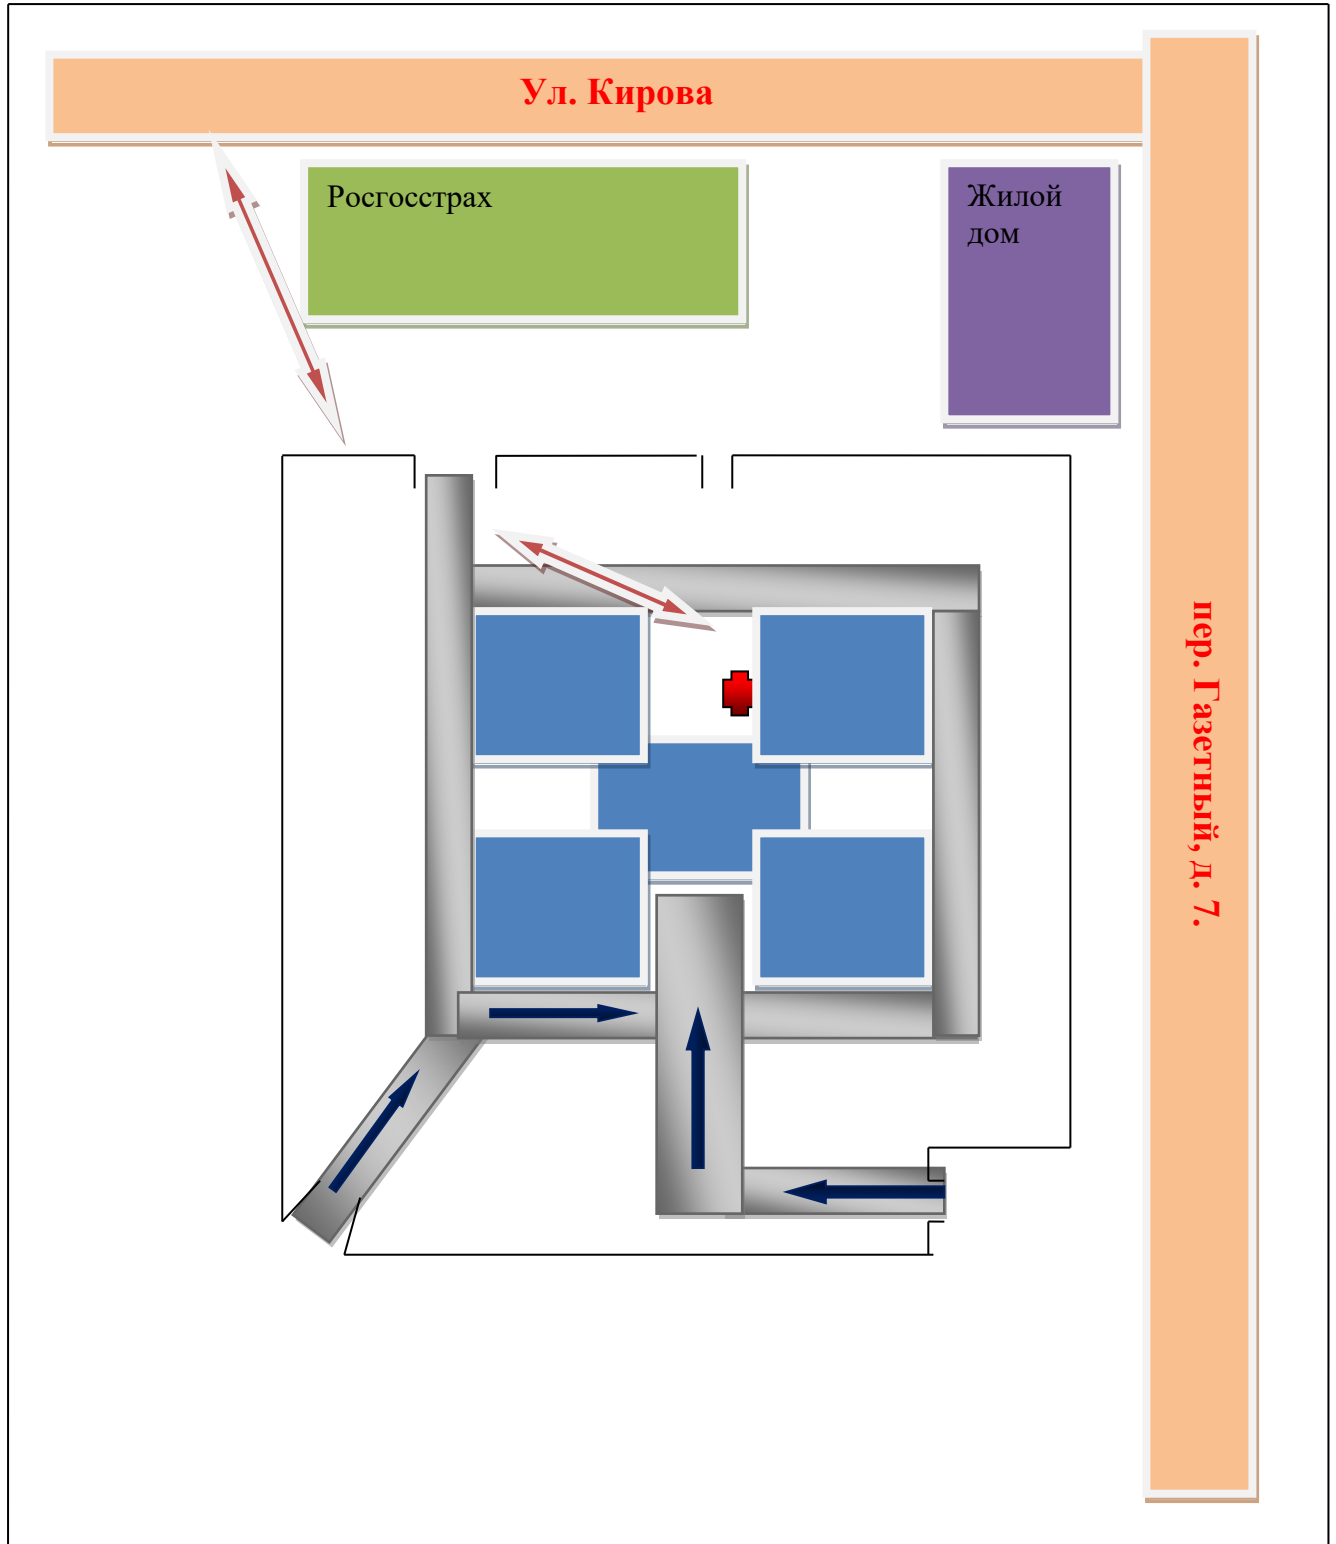 Ул. Кирова
Росгосстрах
Жилой
дом
пер. Газетный, д. 7.